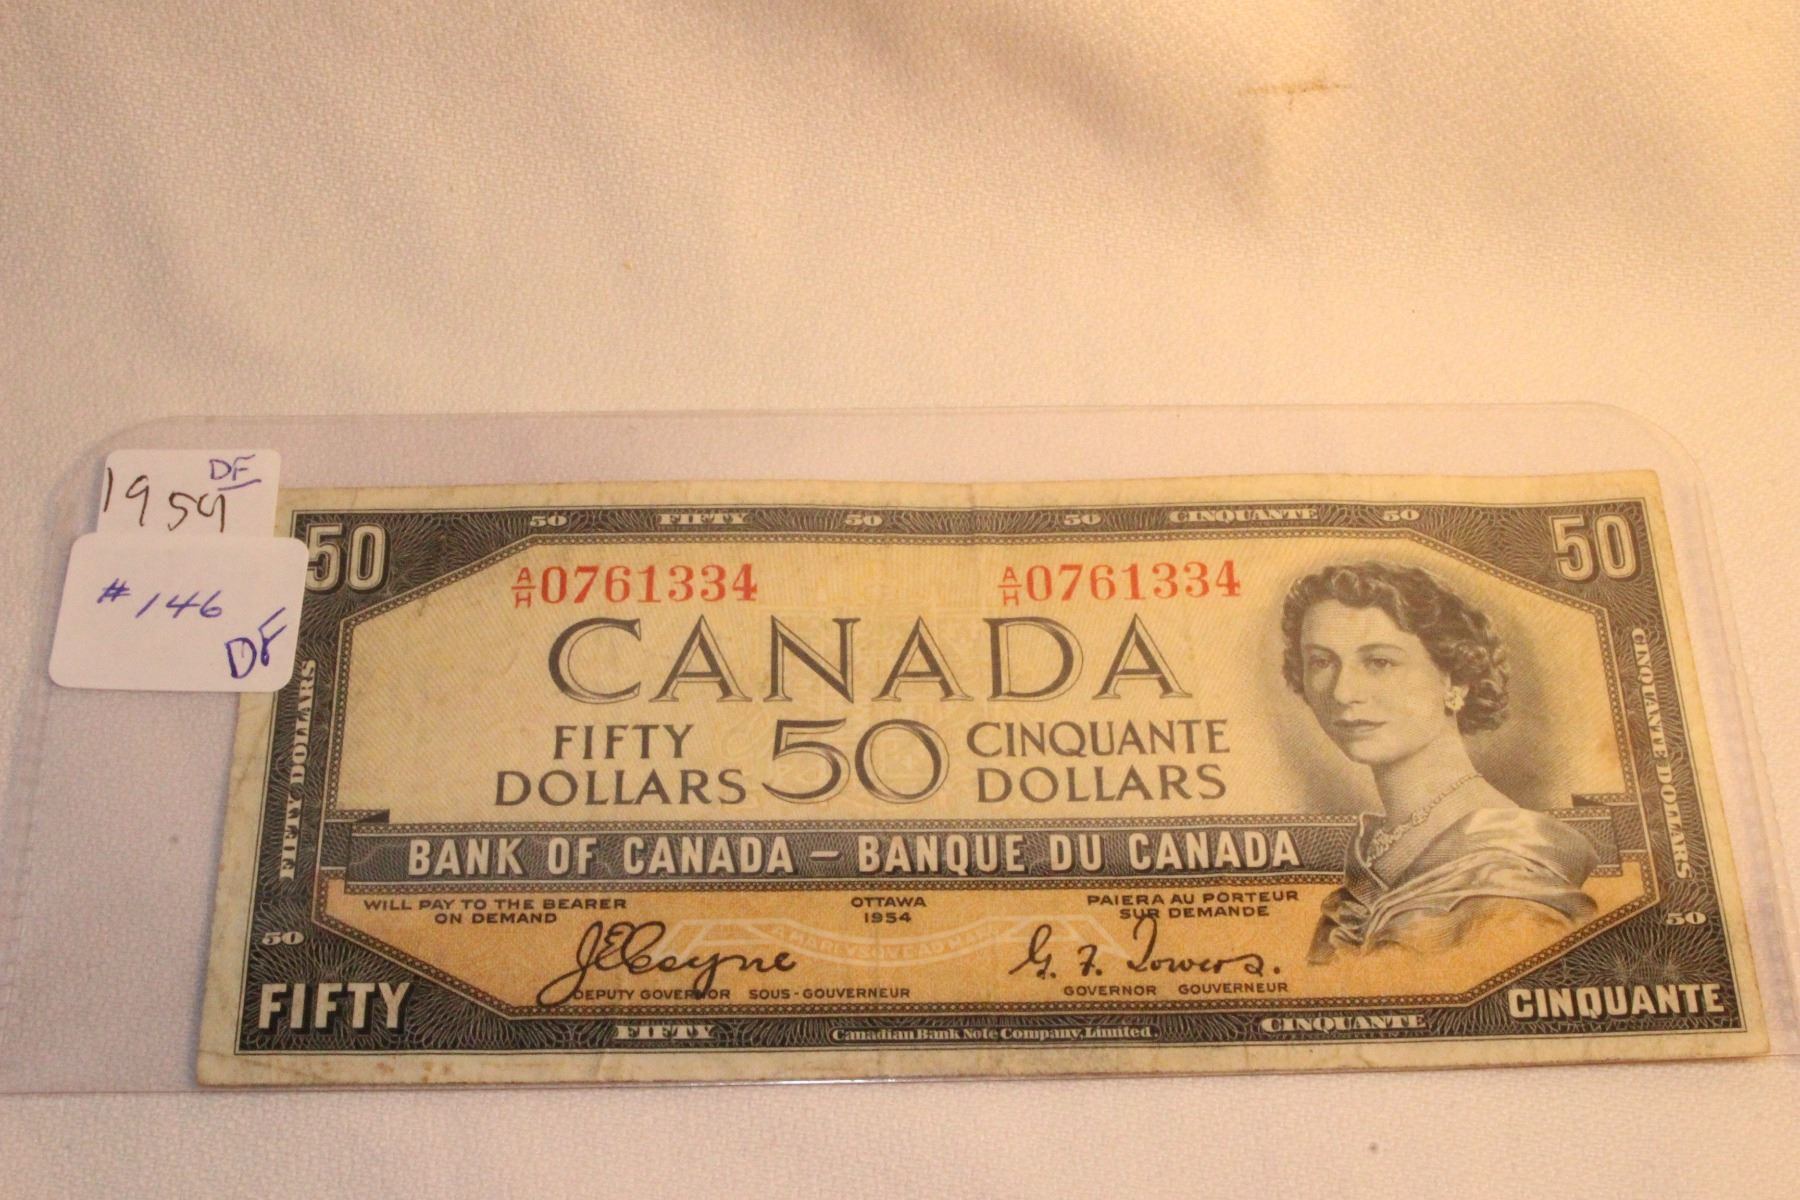 DF
1954
# 146
DF
50 50 FIFTY 50 50 CINQUANTE 50 50
A/H 0761334 A/H 0761334
CANADA
FIFTY DOLLARS 50 CINQUANTE DOLLARS
FIFTY DOLLARS
CINQUANTE DOLLARS
BANK OF CANADA – BANQUE DU CANADA
WILL PAY TO THE BEARER ON DEMAND
OTTAWA
1954
PAIERA AU PORTEUR SUR DEMANDE
50 50
J E Coyne
G. F. Towers.
DEPUTY GOVERNOR SOUS-GOUVERNEUR
GOVERNOR GOUVERNEUR
FIFTY CINQUANTE
FIFTY Canadian Bank Note Company, Limited. CINQUANTE